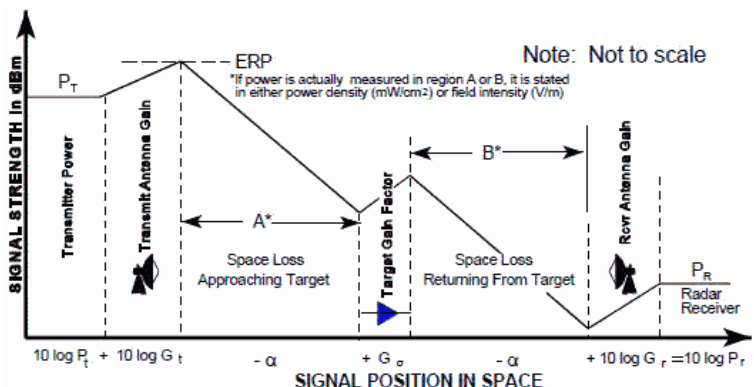 ERP
Note: Not to scale
P_T
*If power is actually measured in region A or B, it is stated
in either power density (mW/cm²) or field intensity (V/m)
SIGNAL STRENGTH in dBm
Transmitter Power
Transmit Antenna Gain
A*
Space Loss
Approaching Target
Target Gain Factor
B*
Space Loss
Returning From Target
Rcvr Antenna Gain
P_R
Radar
Receiver
10 log P_t + 10 log G_t - α + G_σ - α + 10 log G_r = 10 log P_r
SIGNAL POSITION IN SPACE